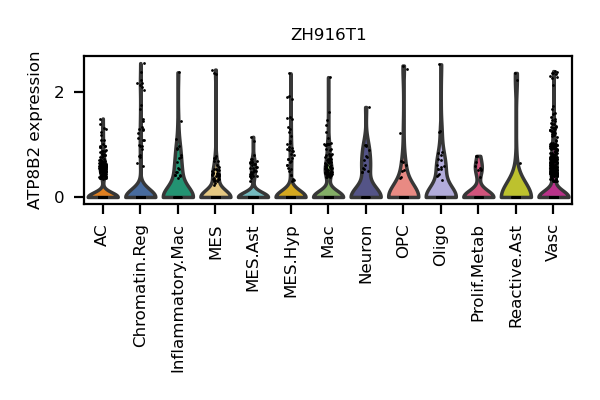 ZH916T1
ATP8B2 expression
2
0
AC
Chromatin.Reg
Inflammatory.Mac
MES
MES.Ast
MES.Hyp
Mac
Neuron
OPC
Oligo
Prolif.Metab
Reactive.Ast
Vasc